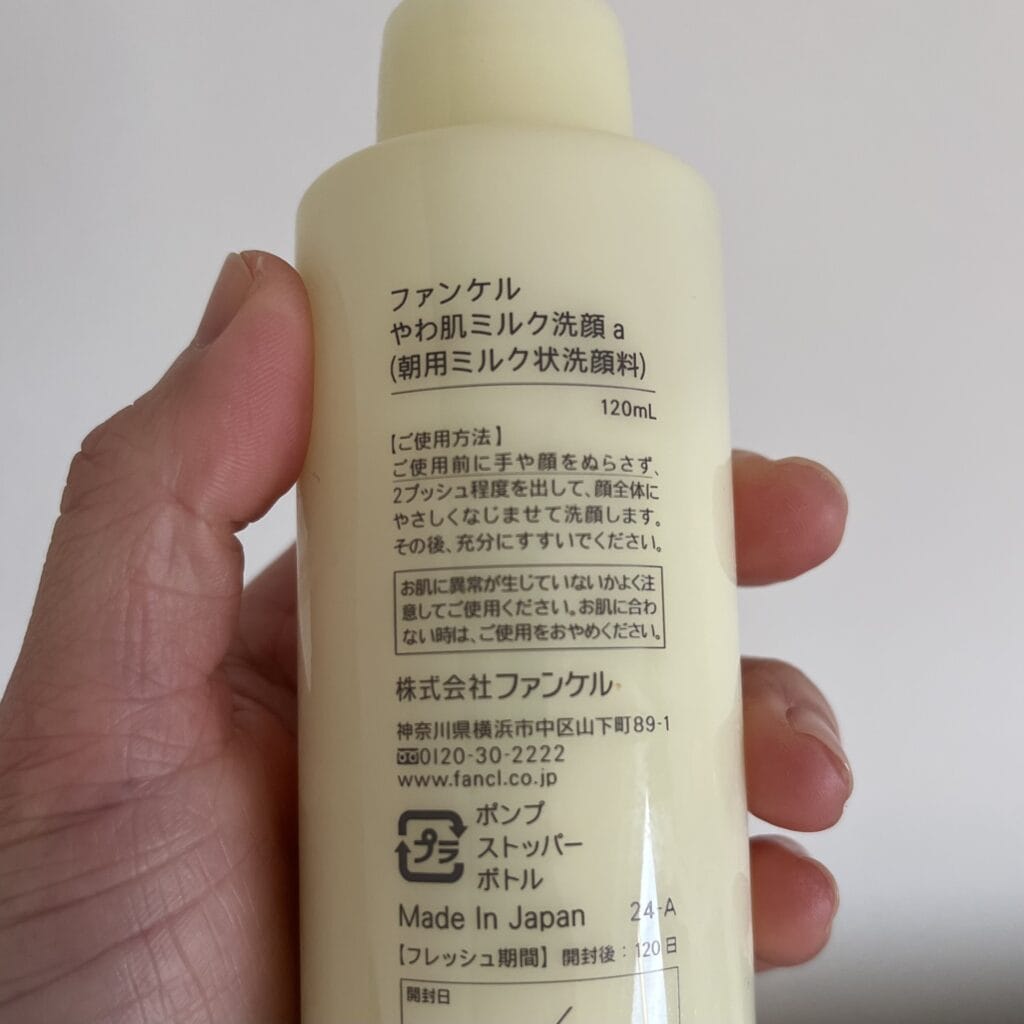 ファンケル
やわ肌ミルク洗顔 a
(朝用ミルク状洗顔料)
120mL
【ご使用方法】
ご使用前に手や顔をぬらさず、
2プッシュ程度を出して、顔全体に
やさしくなじませて洗顔します。
その後、充分にすすいでください。
お肌に異常が生じていないかよく注
意してご使用ください。お肌に合わ
ない時は、ご使用をおやめください。
株式会社ファンケル
神奈川県横浜市中区山下町89-1
0120-30-2222
www.fancl.co.jp
プラ
ポンプ
ストッパー
ボトル
Made In Japan 24-A
【フレッシュ期間】 開封後：120日
開封日